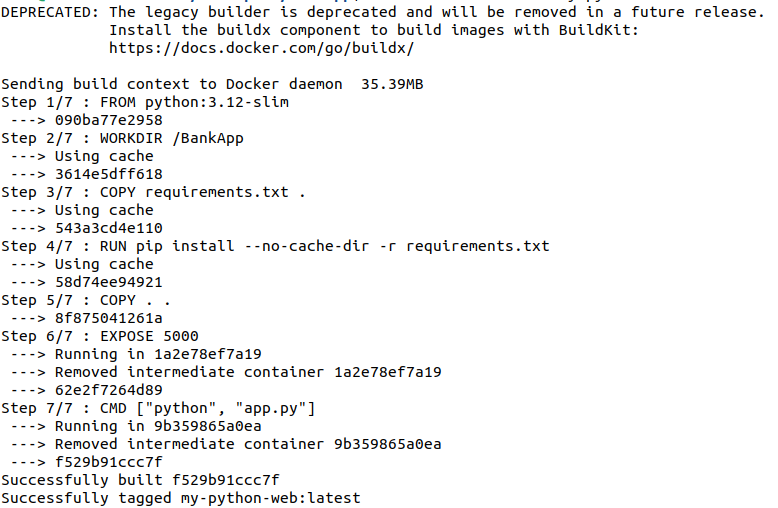 DEPRECATED: The legacy builder is deprecated and will be removed in a future release.
            Install the buildx component to build images with BuildKit:
            https://docs.docker.com/go/buildx/

Sending build context to Docker daemon  35.39MB
Step 1/7 : FROM python:3.12-slim
 ---> 090ba77e2958
Step 2/7 : WORKDIR /BankApp
 ---> Using cache
 ---> 3614e5dff618
Step 3/7 : COPY requirements.txt .
 ---> Using cache
 ---> 543a3cd4e110
Step 4/7 : RUN pip install --no-cache-dir -r requirements.txt
 ---> Using cache
 ---> 58d74ee94921
Step 5/7 : COPY . .
 ---> 8f875041261a
Step 6/7 : EXPOSE 5000
 ---> Running in 1a2e78ef7a19
 ---> Removed intermediate container 1a2e78ef7a19
 ---> 62e2f7264d89
Step 7/7 : CMD ["python", "app.py"]
 ---> Running in 9b359865a0ea
 ---> Removed intermediate container 9b359865a0ea
 ---> f529b91ccc7f
Successfully built f529b91ccc7f
Successfully tagged my-python-web:latest